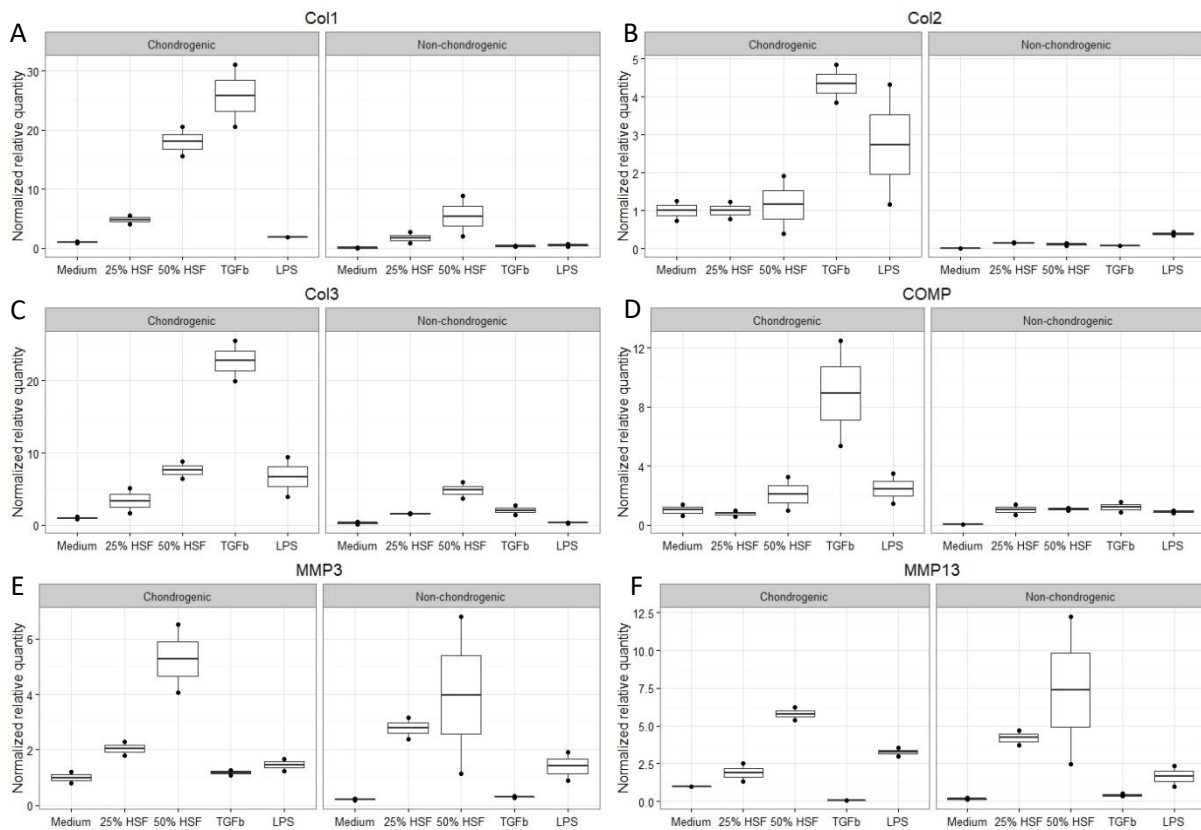 A
Col1
Chondrogenic
Non-chondrogenic
Normalized relative quantity
30
20
10
0
Medium 25% HSF 50% HSF TGFb LPS
Medium 25% HSF 50% HSF TGFb LPS
B
Col2
Chondrogenic
Non-chondrogenic
Normalized relative quantity
5
4
3
2
1
0
Medium 25% HSF 50% HSF TGFb LPS
Medium 25% HSF 50% HSF TGFb LPS
C
Col3
Chondrogenic
Non-chondrogenic
Normalized relative quantity
20
10
0
Medium 25% HSF 50% HSF TGFb LPS
Medium 25% HSF 50% HSF TGFb LPS
D
COMP
Chondrogenic
Non-chondrogenic
Normalized relative quantity
12
8
4
0
Medium 25% HSF 50% HSF TGFb LPS
Medium 25% HSF 50% HSF TGFb LPS
E
MMP3
Chondrogenic
Non-chondrogenic
Normalized relative quantity
6
4
2
0
Medium 25% HSF 50% HSF TGFb LPS
Medium 25% HSF 50% HSF TGFb LPS
F
MMP13
Chondrogenic
Non-chondrogenic
Normalized relative quantity
12.5
10.0
7.5
5.0
2.5
0.0
Medium 25% HSF 50% HSF TGFb LPS
Medium 25% HSF 50% HSF TGFb LPS